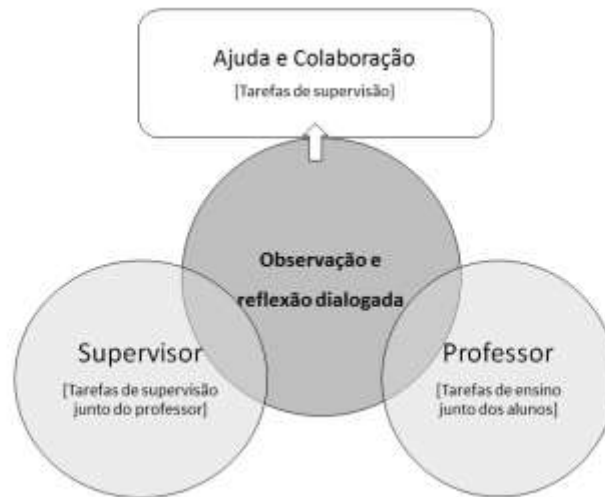 Ajuda e Colaboração
[Tarefas de supervisão]
Observação e
reflexão dialogada
Supervisor
[Tarefas de supervisão
junto do professor]
Professor
[Tarefas de ensino
junto dos alunos]